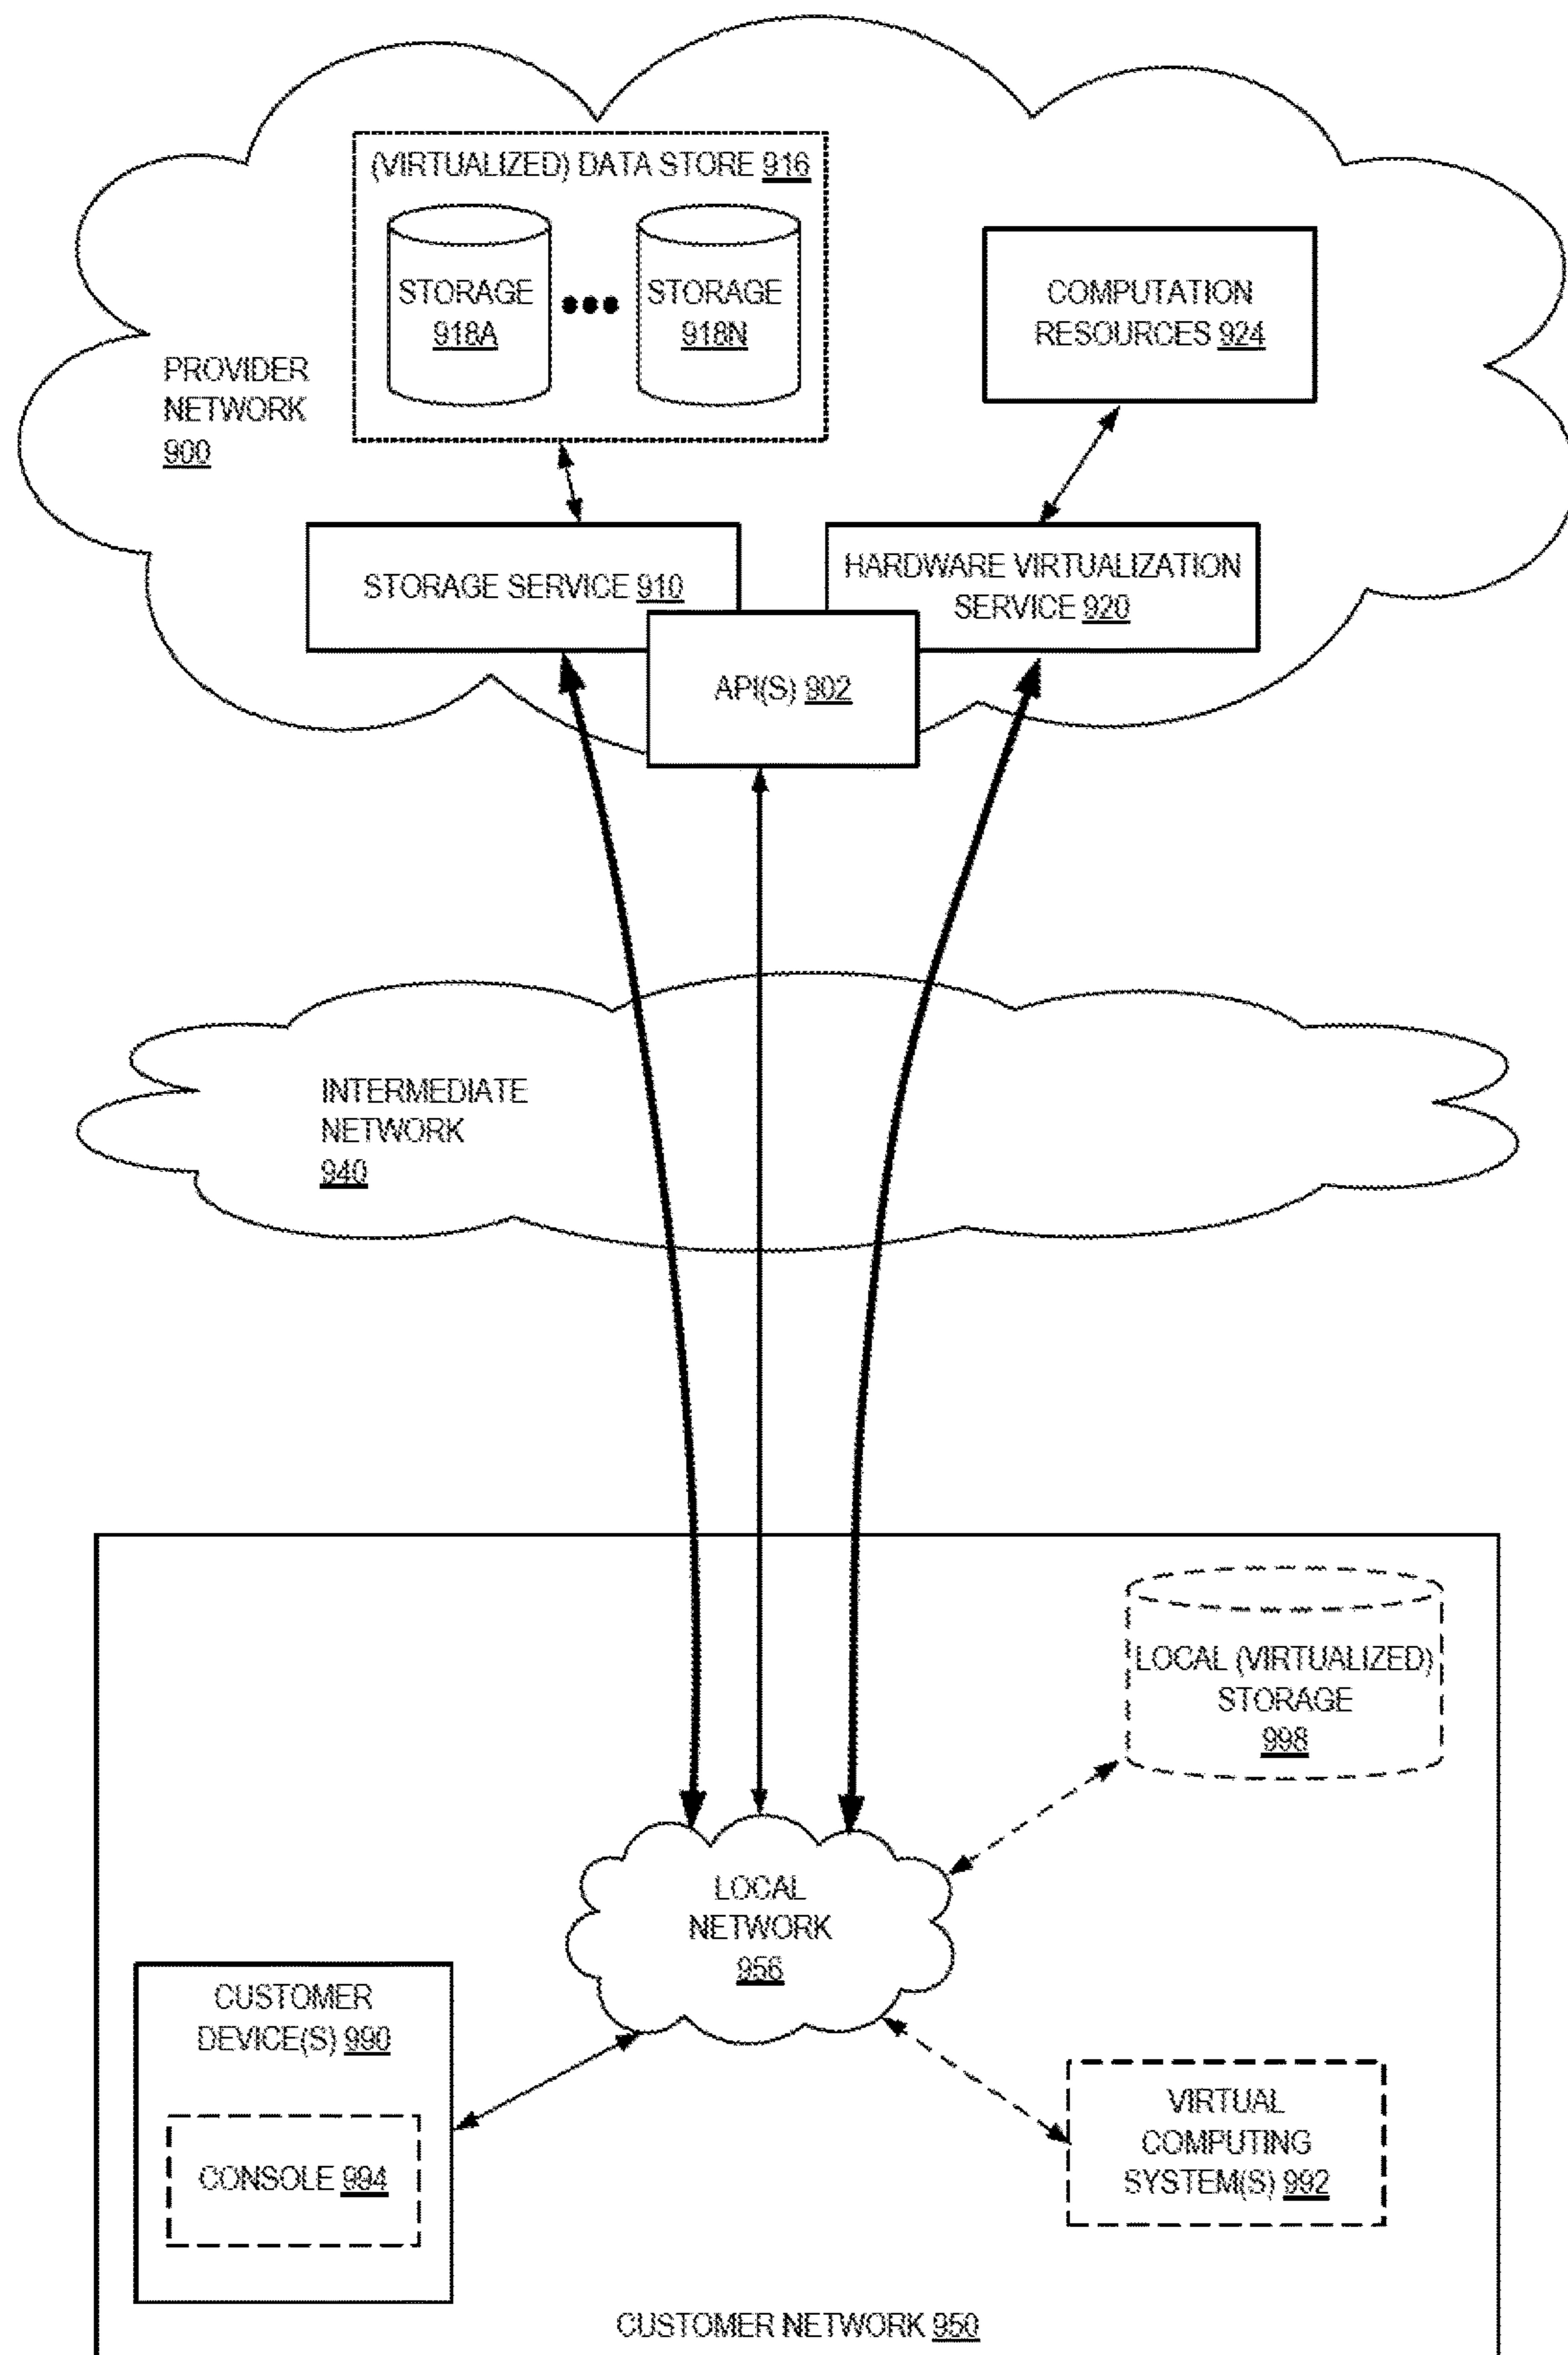 (VIRTUALIZED) DATA STORE 916
STORAGE
918A
STORAGE
918N
COMPUTATION
RESOURCES 924
PROVIDER
NETWORK
900
STORAGE SERVICE 910
HARDWARE VIRTUALIZATION
SERVICE 920
API(S) 902
INTERMEDIATE
NETWORK
940
LOCAL (VIRTUALIZED)
STORAGE
998
LOCAL
NETWORK
956
CUSTOMER
DEVICE(S) 990
CONSOLE 994
VIRTUAL
COMPUTING
SYSTEM(S) 992
CUSTOMER NETWORK 950